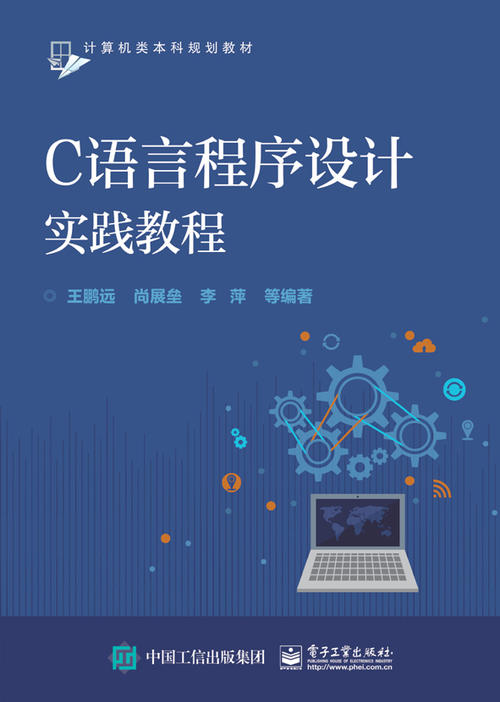 计算机类本科规划教材
C语言程序设计
实践教程
王鹏远 尚展垒 李 萍 等编著
中国工信出版集团
电子工业出版社
PUBLISHING HOUSE OF ELECTRONICS INDUSTRY
http://www.phei.com.cn